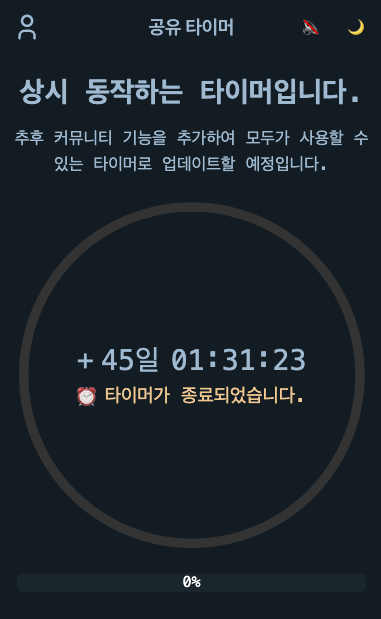 공유 타이머
상시 동작하는 타이머입니다.
추후 커뮤니티 기능을 추가하여 모두가 사용할 수
있는 타이머로 업데이트할 예정입니다.
+ 45일 01:31:23
타이머가 종료되었습니다.
0%